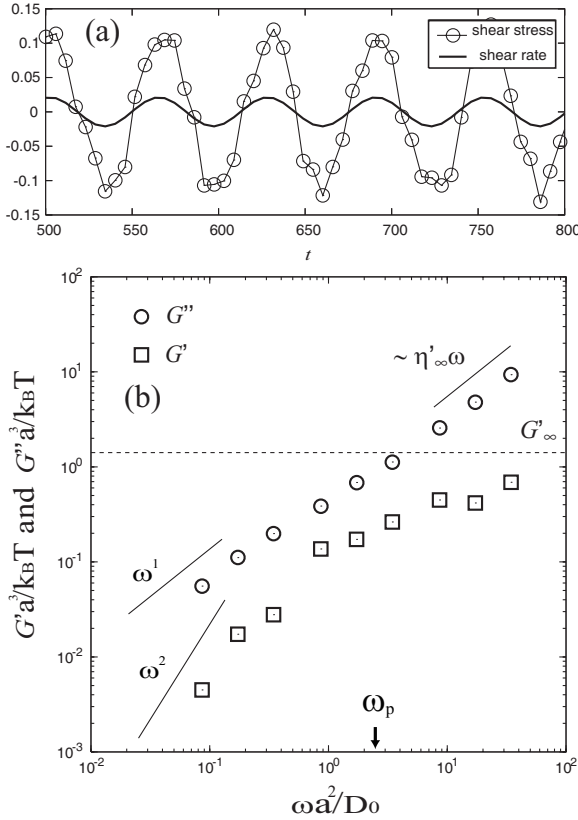 0.15
(a)
shear stress
shear rate
0.1
0.05
0
-0.05
-0.1
-0.15
500
550
600
650
700
750
800
t
10²
G''
G'
~ η'∞ω
10¹
(b)
G'∞
10⁰
G'a³/kBT and G''a³/kBT
10⁻¹
ω¹
10⁻²
ω²
ωp
10⁻³
10⁻²
10⁻¹
10⁰
10¹
10²
ωa²/D₀